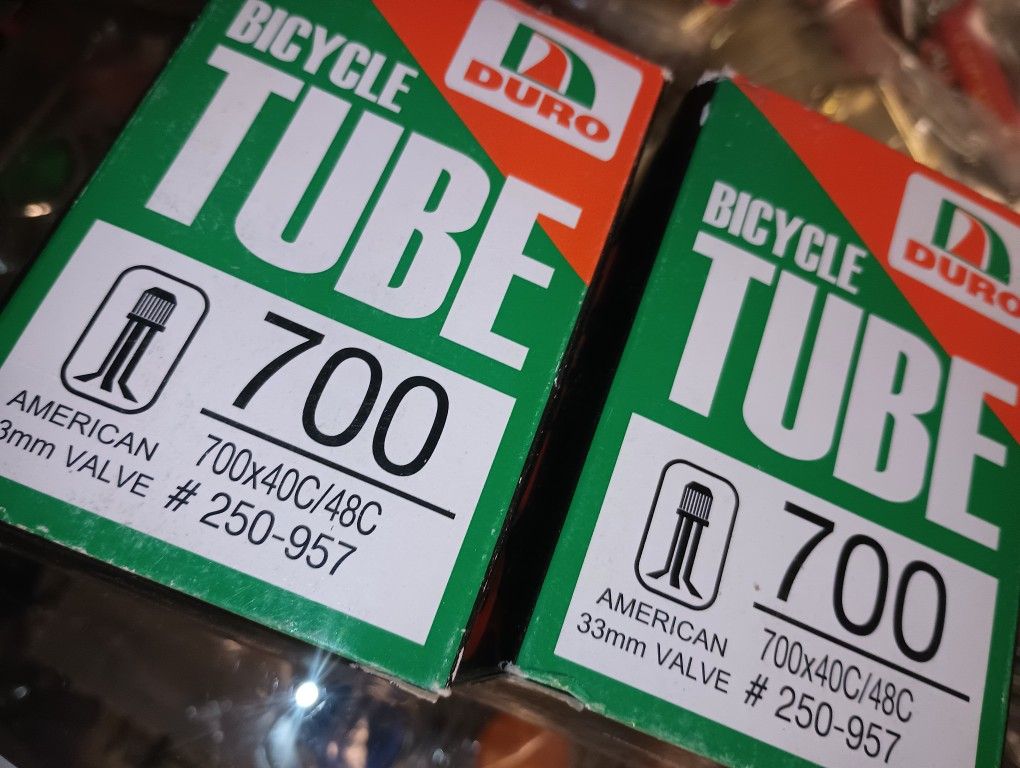 BICYCLE
TUBE
DURO
700
700x40C/48C
# 250-957
AMERICAN
3mm VALVE
BICYCLE
TUBE
DURO
700
700x40C/48C
# 250-957
AMERICAN
33mm VALVE